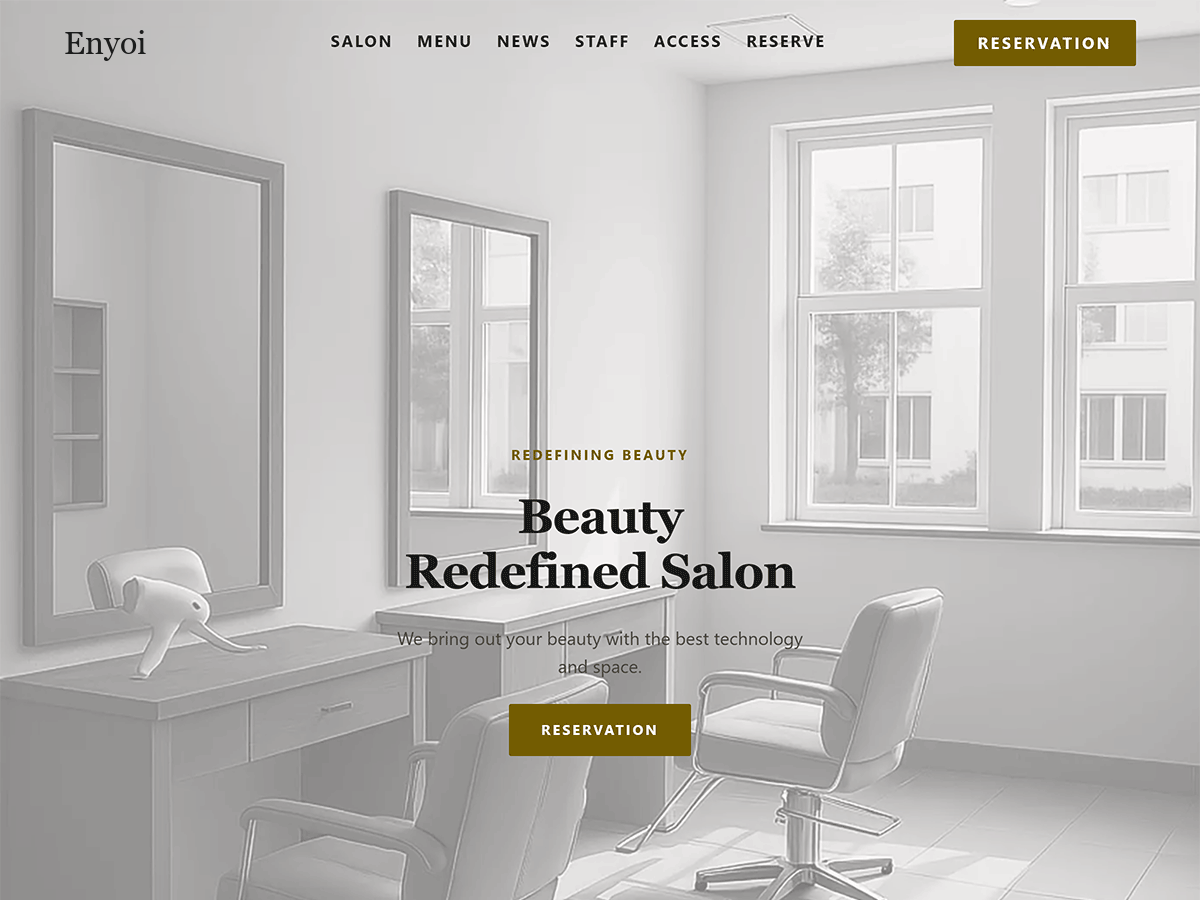 Enyoi
SALON MENU NEWS STAFF ACCESS RESERVE
RESERVATION
REDEFINING BEAUTY
Beauty
Redefined Salon
We bring out your beauty with the best technology
and space.
RESERVATION